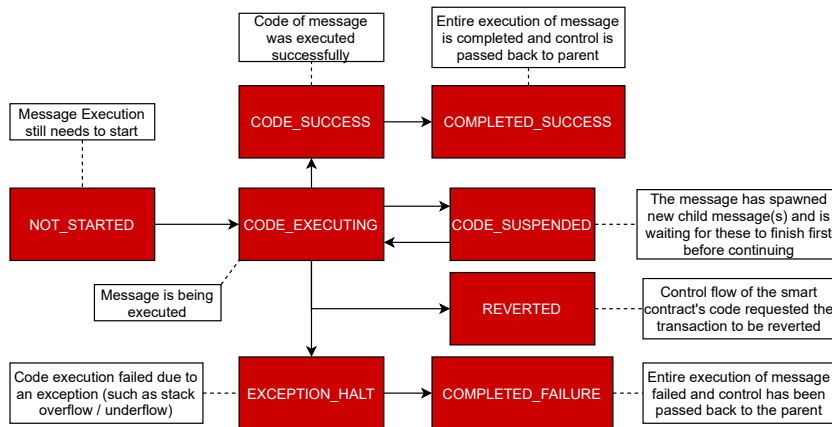 Code of message
was executed
successfully
Entire execution of message
is completed and control is
passed back to parent
Message Execution
still needs to start
CODE_SUCCESS
COMPLETED_SUCCESS
NOT_STARTED
CODE_EXECUTING
CODE_SUSPENDED
The message has spawned
new child message(s) and is
waiting for these to finish first
before continuing
Message is being
executed
REVERTED
Control flow of the smart
contract's code requested the
transaction to be reverted
Code execution failed due to
an exception (such as stack
overflow / underflow)
EXCEPTION_HALT
COMPLETED_FAILURE
Entire execution of message
failed and control has been
passed back to the parent